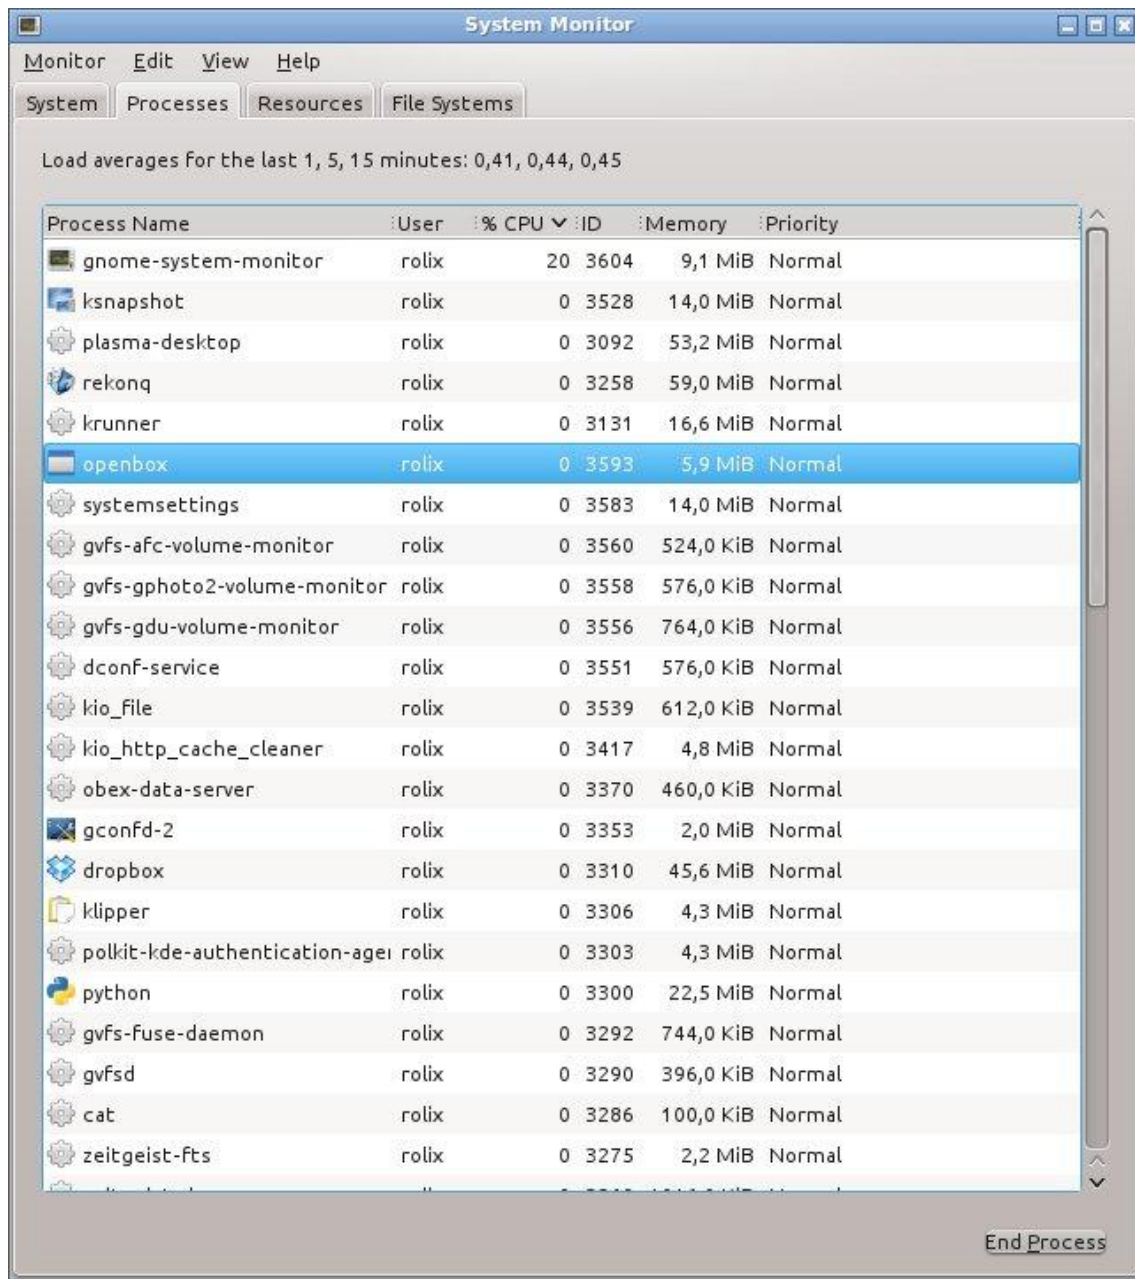 System Monitor
Monitor Edit View Help
System Processes Resources File Systems
Load averages for the last 1, 5, 15 minutes: 0,41, 0,44, 0,45
Process Name User % CPU ID Memory Priority
gnome-system-monitor rolix 20 3604 9,1 MiB Normal
ksnapshot rolix 0 3528 14,0 MiB Normal
plasma-desktop rolix 0 3092 53,2 MiB Normal
rekonq rolix 0 3258 59,0 MiB Normal
krunner rolix 0 3131 16,6 MiB Normal
openbox rolix 0 3593 5,9 MiB Normal
systemsettings rolix 0 3583 14,0 MiB Normal
gvfs-afc-volume-monitor rolix 0 3560 524,0 KiB Normal
gvfs-gphoto2-volume-monitor rolix 0 3558 576,0 KiB Normal
gvfs-gdu-volume-monitor rolix 0 3556 764,0 KiB Normal
dconf-service rolix 0 3551 576,0 KiB Normal
kio_file rolix 0 3539 612,0 KiB Normal
kio_http_cache_cleaner rolix 0 3417 4,8 MiB Normal
obex-data-server rolix 0 3370 460,0 KiB Normal
gconfd-2 rolix 0 3353 2,0 MiB Normal
dropbox rolix 0 3310 45,6 MiB Normal
klipper rolix 0 3306 4,3 MiB Normal
polkit-kde-authentication-agei rolix 0 3303 4,3 MiB Normal
python rolix 0 3300 22,5 MiB Normal
gvfs-fuse-daemon rolix 0 3292 744,0 KiB Normal
gvfsd rolix 0 3290 396,0 KiB Normal
cat rolix 0 3286 100,0 KiB Normal
zeitgeist-fts rolix 0 3275 2,2 MiB Normal
End Process